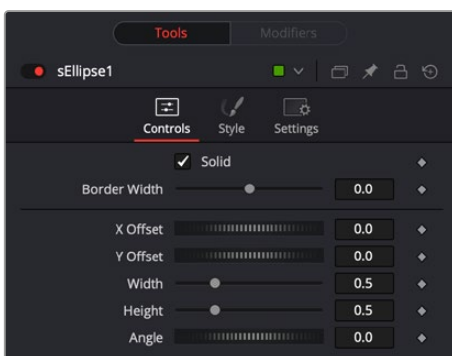 Tools Modifiers
sEllipse1
Controls Style Settings
Solid
Border Width 0.0
X Offset 0.0
Y Offset 0.0
Width 0.5
Height 0.5
Angle 0.0